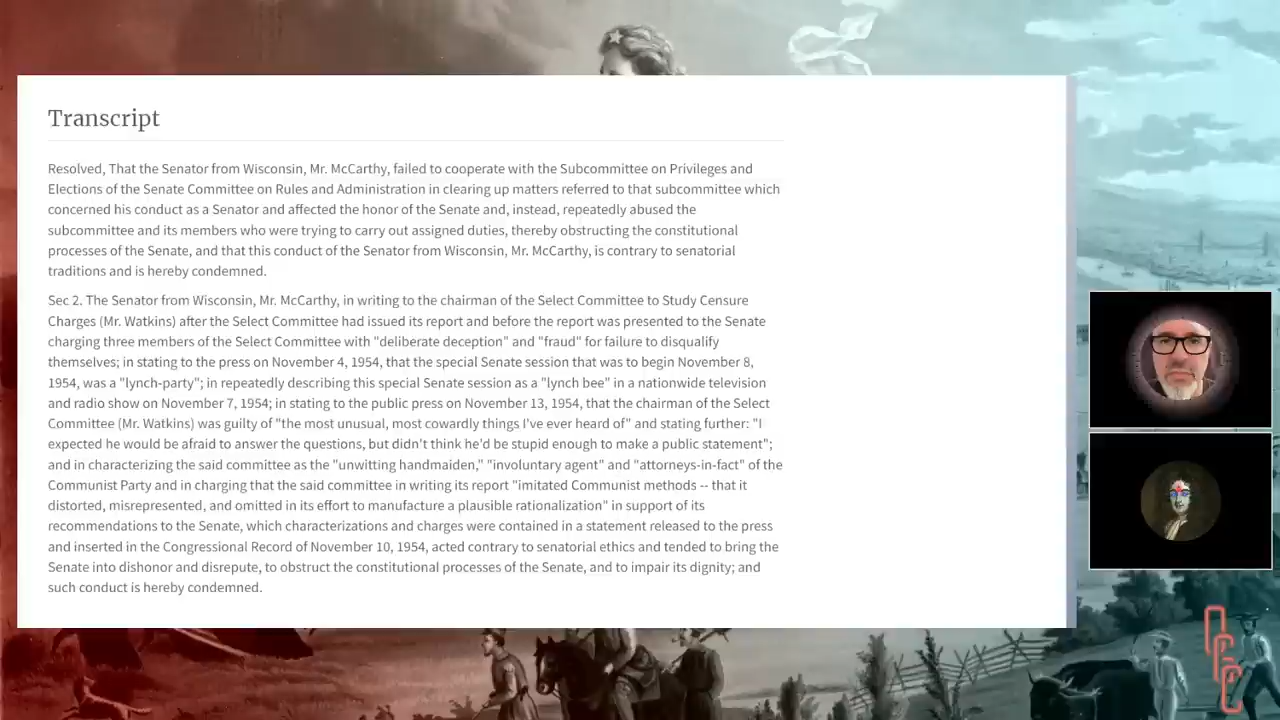 Transcript
Resolved, That the Senator from Wisconsin, Mr. McCarthy, failed to cooperate with the Subcommittee on Privileges and
Elections of the Senate Committee on Rules and Administration in clearing up matters referred to that subcommittee which
concerned his conduct as a Senator and affected the honor of the Senate and, instead, repeatedly abused the
subcommittee and its members who were trying to carry out assigned duties, thereby obstructing the constitutional
processes of the Senate, and that this conduct of the Senator from Wisconsin, Mr. McCarthy, is contrary to senatorial
traditions and is hereby condemned.
Sec 2. The Senator from Wisconsin, Mr. McCarthy, in writing to the chairman of the Select Committee to Study Censure
Charges (Mr. Watkins) after the Select Committee had issued its report and before the report was presented to the Senate
charging three members of the Select Committee with "deliberate deception" and "fraud" for failure to disqualify
themselves; in stating to the press on November 4, 1954, that the special Senate session that was to begin November 8,
1954, was a "lynch-party"; in repeatedly describing this special Senate session as a "lynch bee" in a nationwide television
and radio show on November 7, 1954; in stating to the public press on November 13, 1954, that the chairman of the Select
Committee (Mr. Watkins) was guilty of "the most unusual, most cowardly things I've ever heard of" and stating further: "I
expected he would be afraid to answer the questions, but didn't think he'd be stupid enough to make a public statement";
and in characterizing the said committee as the "unwitting handmaiden," "involuntary agent" and "attorneys-in-fact" of the
Communist Party and in charging that the said committee in writing its report "imitated Communist methods -- that it
distorted, misrepresented, and omitted in its effort to manufacture a plausible rationalization" in support of its
recommendations to the Senate, which characterizations and charges were contained in a statement released to the press
and inserted in the Congressional Record of November 10, 1954, acted contrary to senatorial ethics and tended to bring the
Senate into dishonor and disrepute, to obstruct the constitutional processes of the Senate, and to impair its dignity; and
such conduct is hereby condemned.